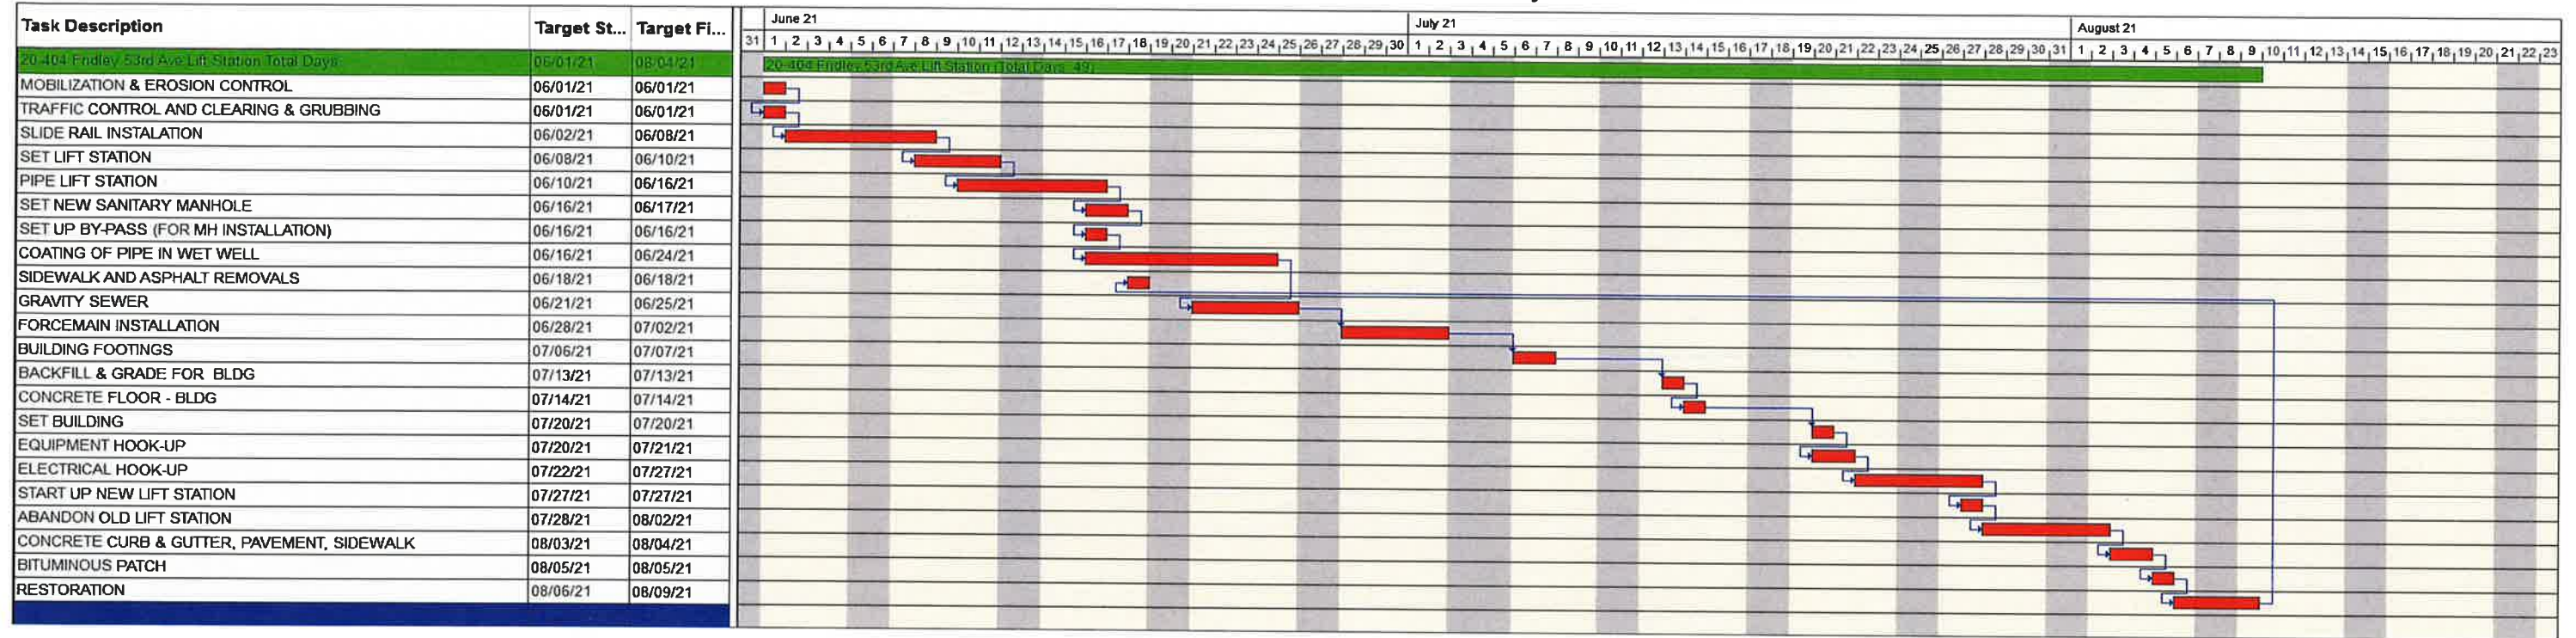 Task Description Target St... Target Fi... June 21 July 21 August 21
31 1 2 3 4 5 6 7 8 9 10 11 12 13 14 15 16 17 18 19 20 21 22 23 24 25 26 27 28 29 30 1 2 3 4 5 6 7 8 9 10 11 12 13 14 15 16 17 18 19 20 21 22 23 24 25 26 27 28 29 30 31 1 2 3 4 5 6 7 8 9 10 11 12 13 14 15 16 17 18 19 20 21 22 23
20-404 Fridley 53rd Ave Lift Station Total Days 06/01/21 08/04/21 20-404 Fridley 53rd Ave Lift Station (Total Days 49)
MOBILIZATION & EROSION CONTROL 06/01/21 06/01/21
TRAFFIC CONTROL AND CLEARING & GRUBBING 06/01/21 06/01/21
SLIDE RAIL INSTALATION 06/02/21 06/08/21
SET LIFT STATION 06/08/21 06/10/21
PIPE LIFT STATION 06/10/21 06/16/21
SET NEW SANITARY MANHOLE 06/16/21 06/17/21
SET UP BY-PASS (FOR MH INSTALLATION) 06/16/21 06/16/21
COATING OF PIPE IN WET WELL 06/16/21 06/24/21
SIDEWALK AND ASPHALT REMOVALS 06/18/21 06/18/21
GRAVITY SEWER 06/21/21 06/25/21
FORCEMAIN INSTALLATION 06/28/21 07/02/21
BUILDING FOOTINGS 07/06/21 07/07/21
BACKFILL & GRADE FOR BLDG 07/13/21 07/13/21
CONCRETE FLOOR - BLDG 07/14/21 07/14/21
SET BUILDING 07/20/21 07/20/21
EQUIPMENT HOOK-UP 07/20/21 07/21/21
ELECTRICAL HOOK-UP 07/22/21 07/27/21
START UP NEW LIFT STATION 07/27/21 07/27/21
ABANDON OLD LIFT STATION 07/28/21 08/02/21
CONCRETE CURB & GUTTER, PAVEMENT, SIDEWALK 08/03/21 08/04/21
BITUMINOUS PATCH 08/05/21 08/05/21
RESTORATION 08/06/21 08/09/21